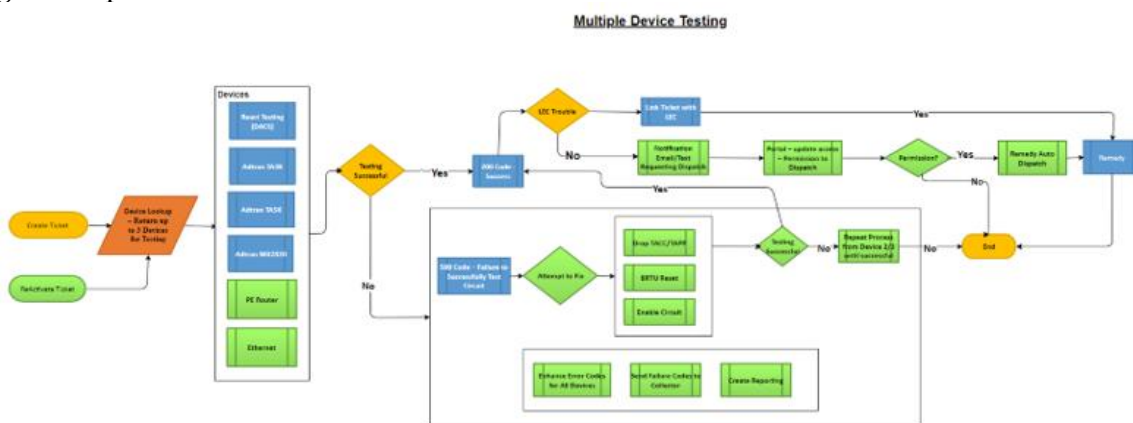 Multiple Device Testing
Devices
React Testing
(DACS)
Adtran TASK
Adtran TASK
Adtran MX2820
PE Router
Ethernet
Create Ticket
ReActivate Ticket
Device Lookup
– Return up
to 3 Devices
for Testing
Testing
Successful
Yes
No
200 Code -
Success
LEC Trouble
Link Ticket with
LEC
Yes
No
Notification
Email/Text
Requesting Dispatch
Portal – update access
– Permission to
Dispatch
Permission?
Yes
No
Remedy Auto
Dispatch
Remedy
End
500 Code - Failure to
Successfully Test
Circuit
Attempt to Fix
Drop TACC/TAPP
BRTU Reset
Enable Circuit
Testing
Successful
Yes
No
Repeat Process
from Device 2/3
until successful
No
Enhance Error Codes
for All Devices
Send Failure Codes to
Collector
Create Reporting